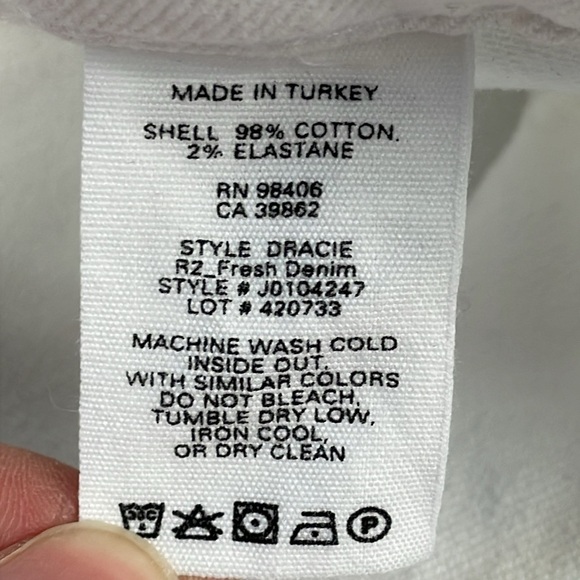 MADE IN TURKEY
SHELL 98% COTTON,
2% ELASTANE
RN 98406
CA 39862
STYLE DRACIE
R2_Fresh Denim
STYLE # J0104247
LOT # 420733
MACHINE WASH COLD
INSIDE OUT,
WITH SIMILAR COLORS
DO NOT BLEACH,
TUMBLE DRY LOW,
IRON COOL,
OR DRY CLEAN
30C P